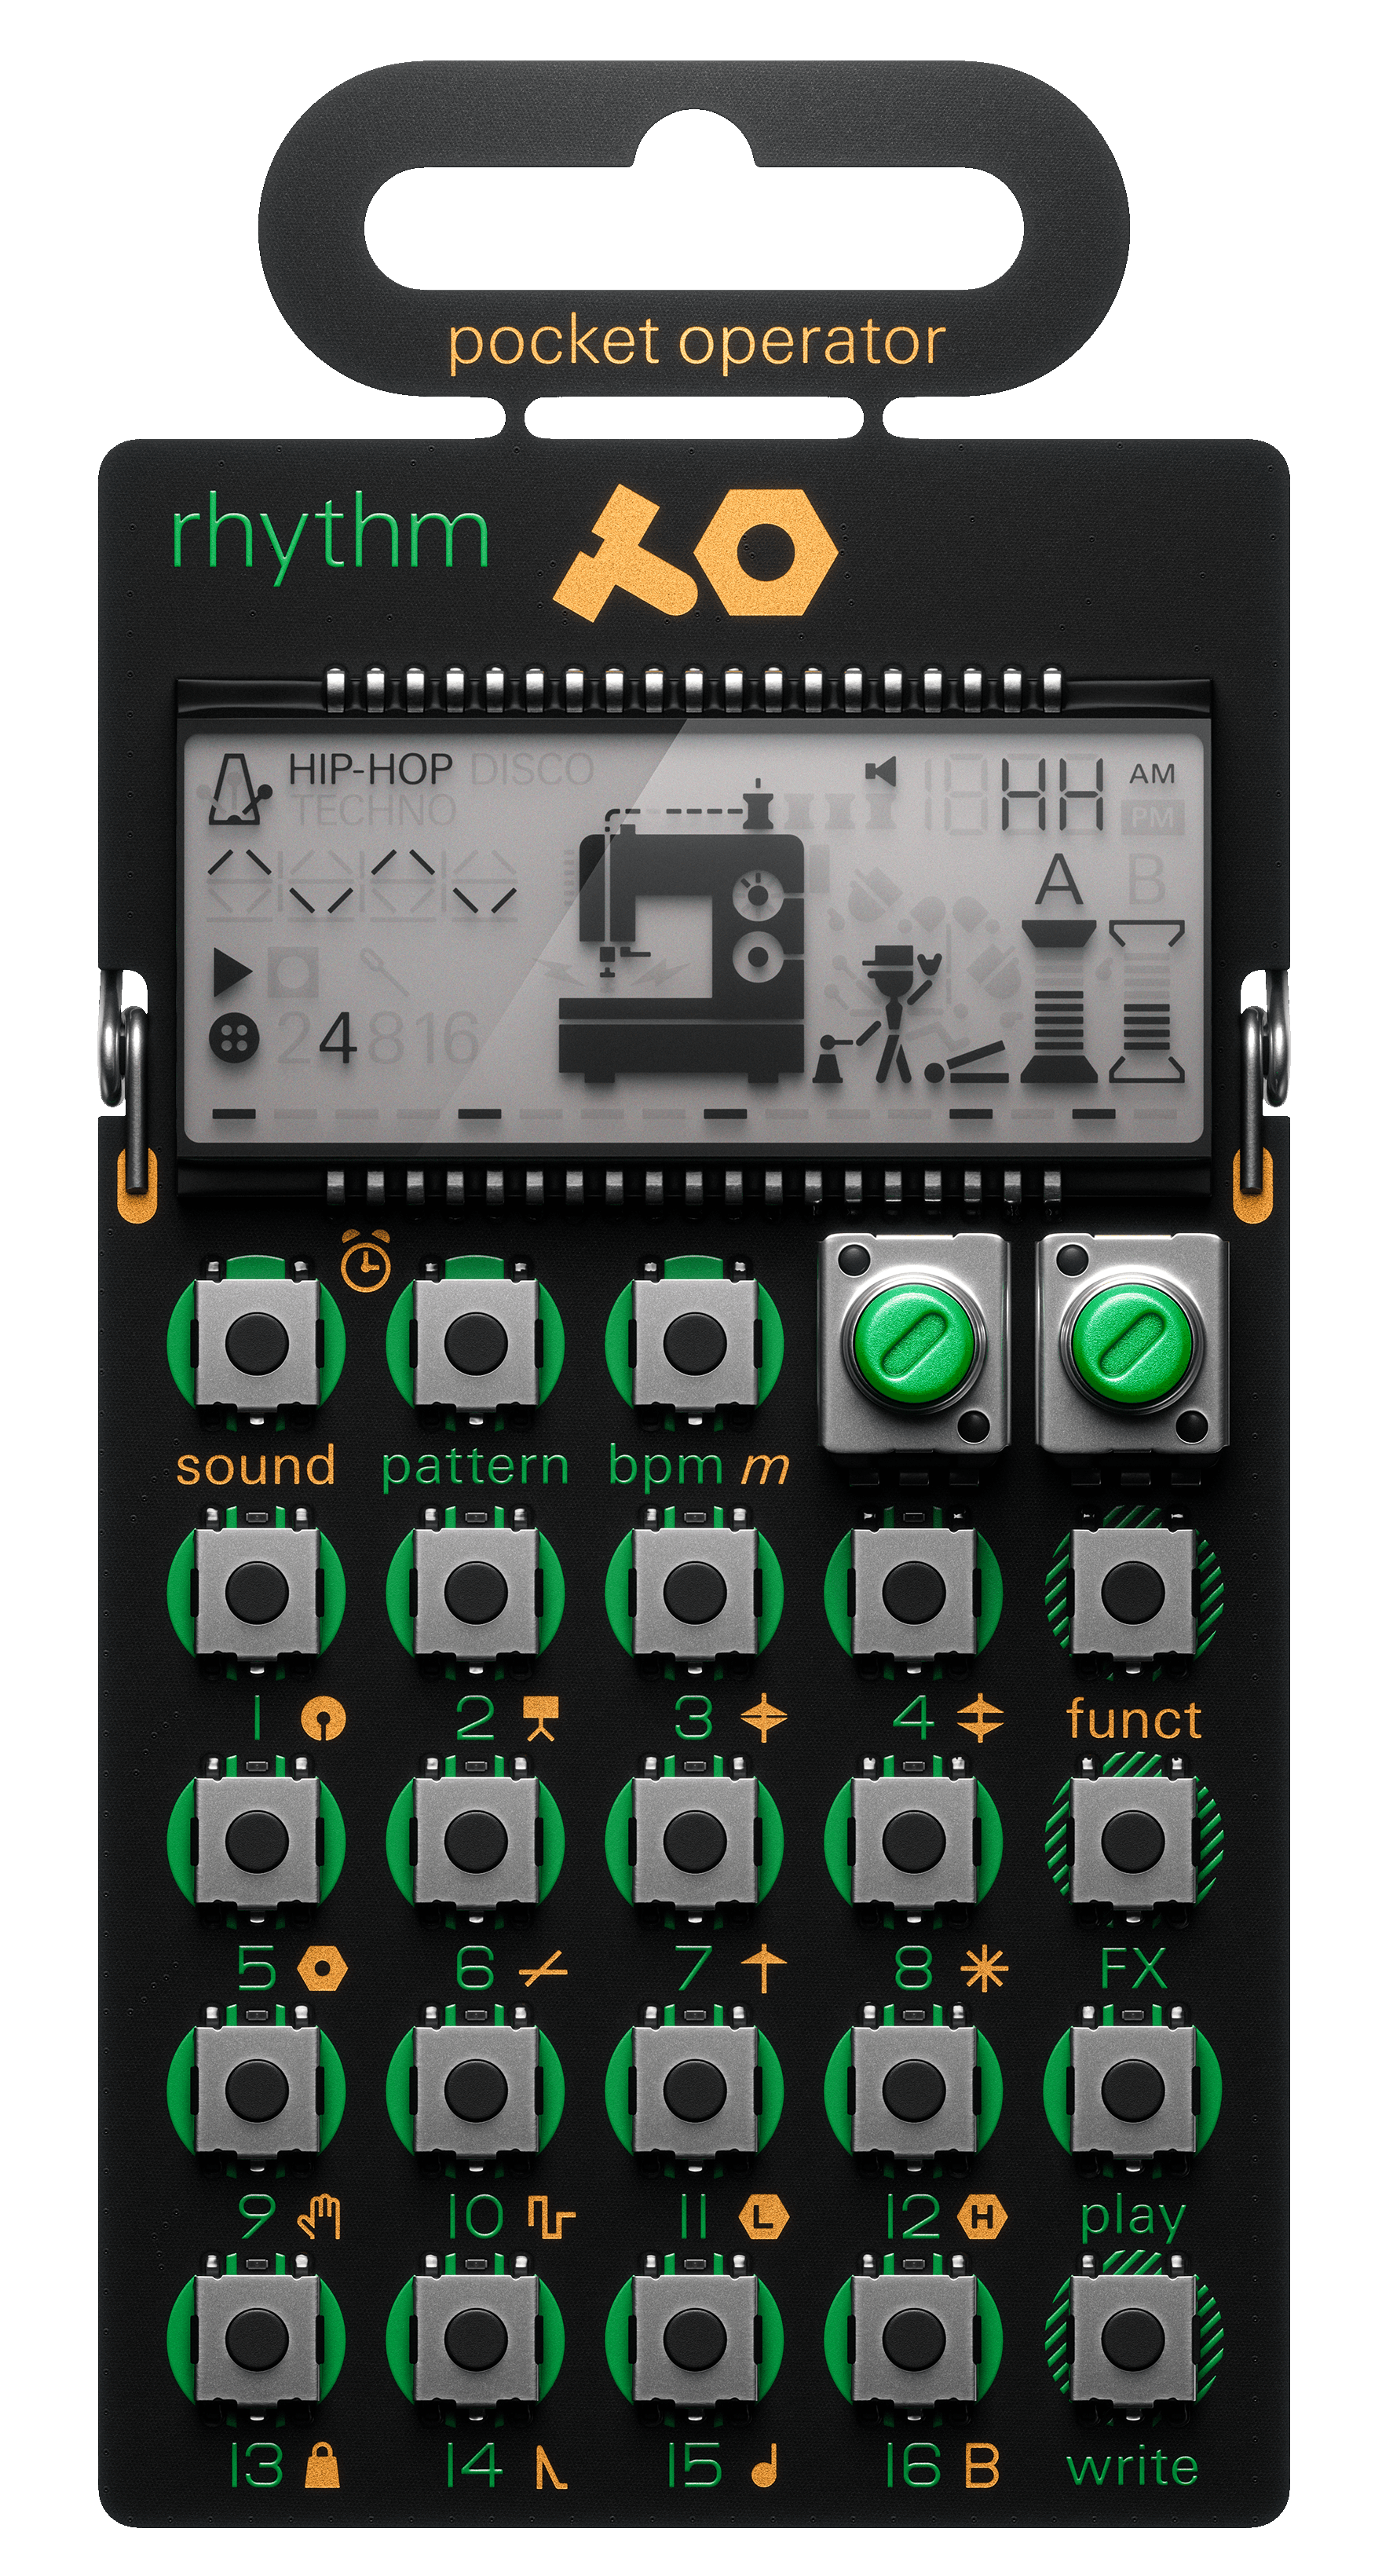 pocket operator
rhythm
HIP-HOP DISCO
TECHNO
HH AM
PM
A B
2 4 8 16
sound pattern bpm m
1 2 3 4 funct
5 6 7 8 FX
9 10 11 L 12 H play
13 14 15 16 B write